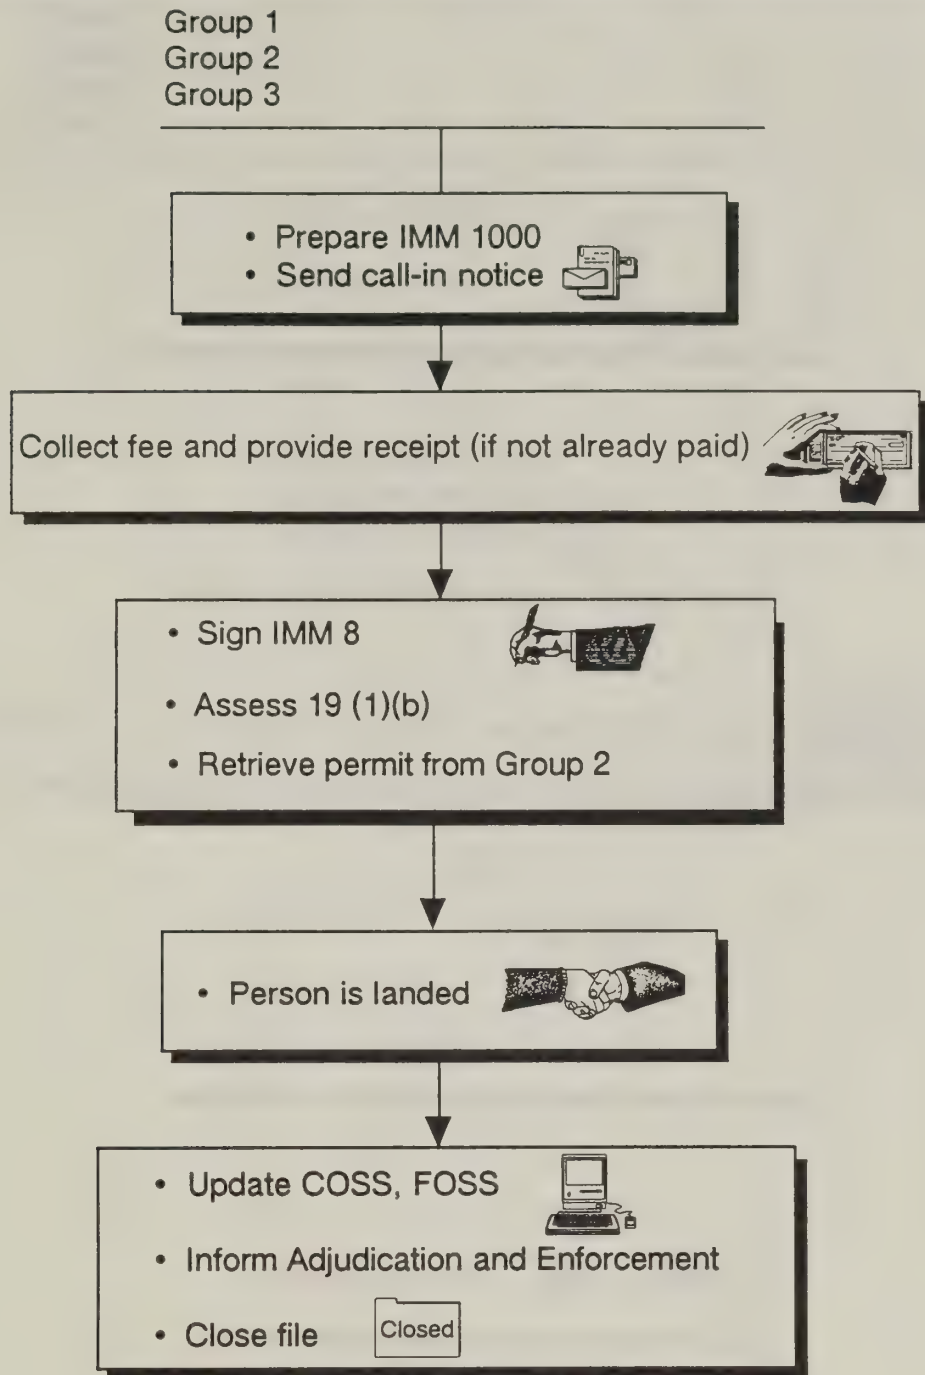 Group 1
Group 2
Group 3
• Prepare IMM 1000
• Send call-in notice
Collect fee and provide receipt (if not already paid)
• Sign IMM 8
• Assess 19 (1)(b)
• Retrieve permit from Group 2
• Person is landed
• Update COSS, FOSS
• Inform Adjudication and Enforcement
• Close file
Closed